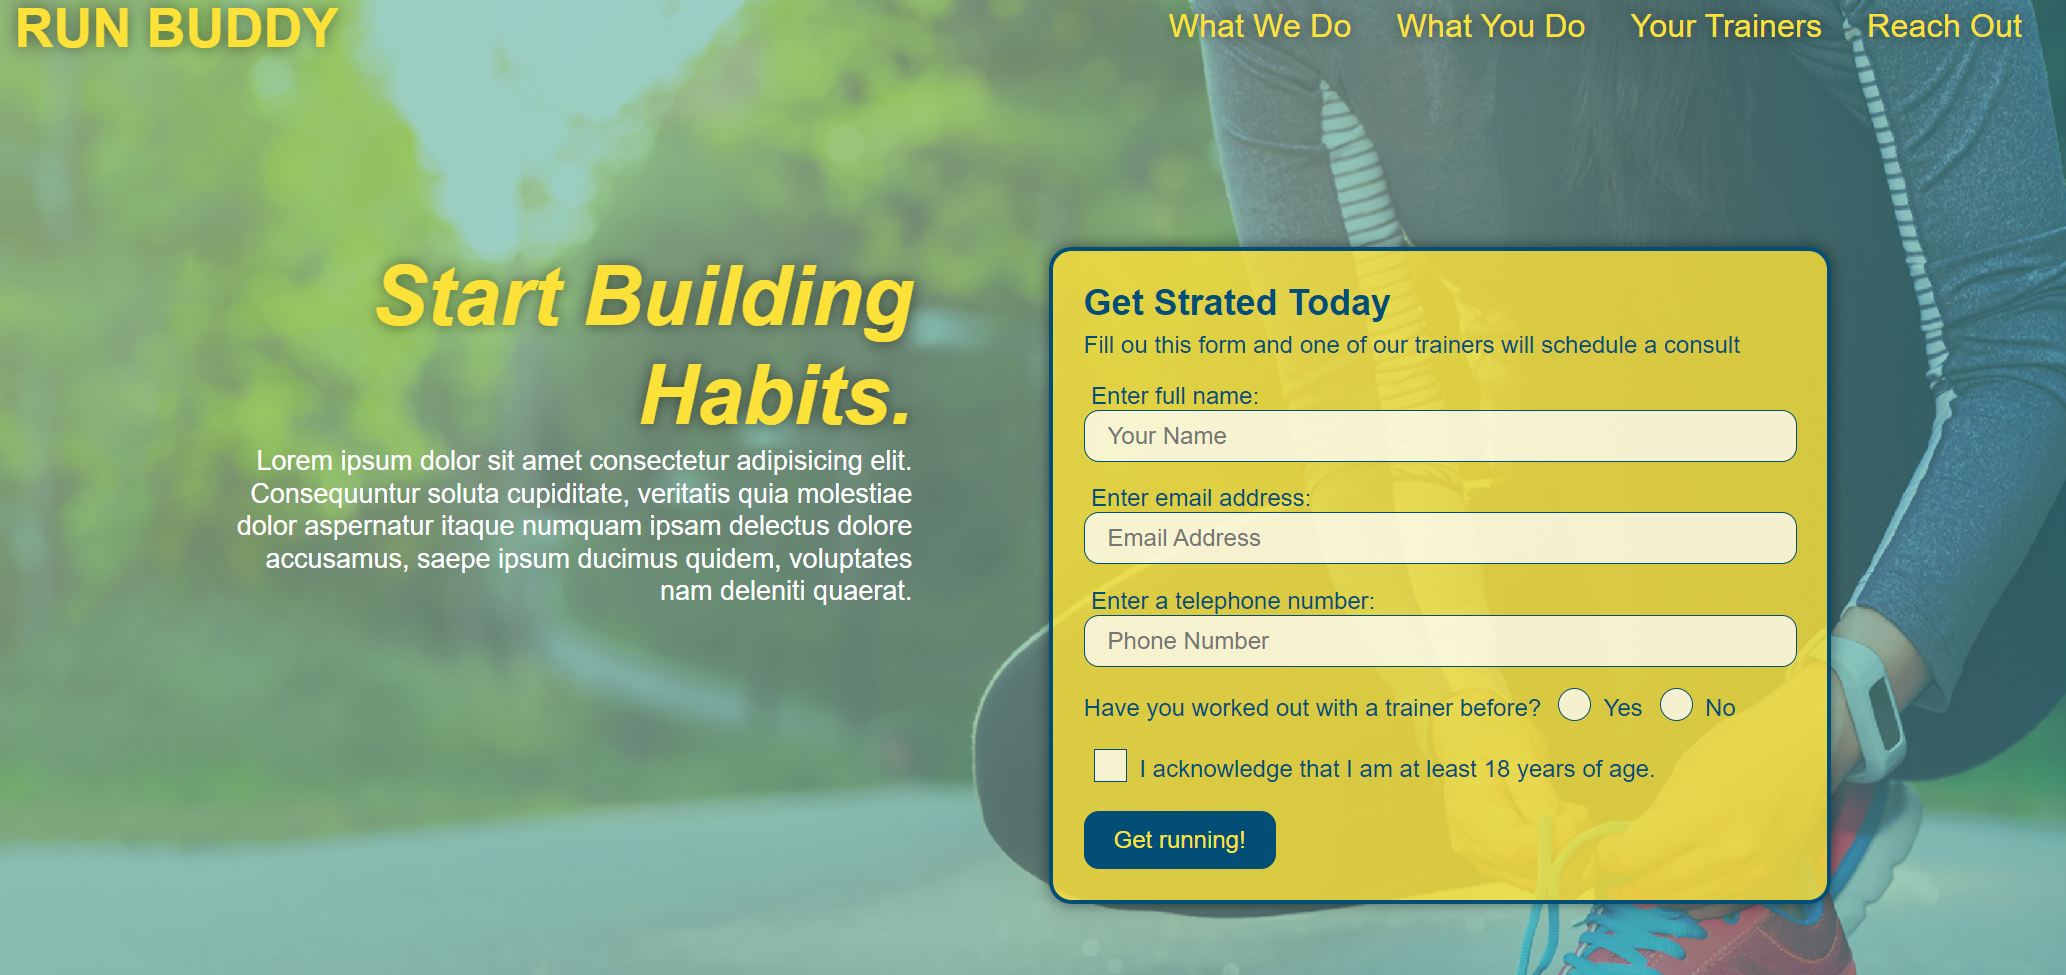 RUN BUDDY
What We Do What You Do Your Trainers Reach Out
Start Building
Habits.
Lorem ipsum dolor sit amet consectetur adipisicing elit.
Consequuntur soluta cupiditate, veritatis quia molestiae
dolor aspernatur itaque numquam ipsam delectus dolore
accusamus, saepe ipsum ducimus quidem, voluptates
nam deleniti quaerat.
Get Strated Today
Fill ou this form and one of our trainers will schedule a consult
Enter full name:
Your Name
Enter email address:
Email Address
Enter a telephone number:
Phone Number
Have you worked out with a trainer before? Yes No
I acknowledge that I am at least 18 years of age.
Get running!